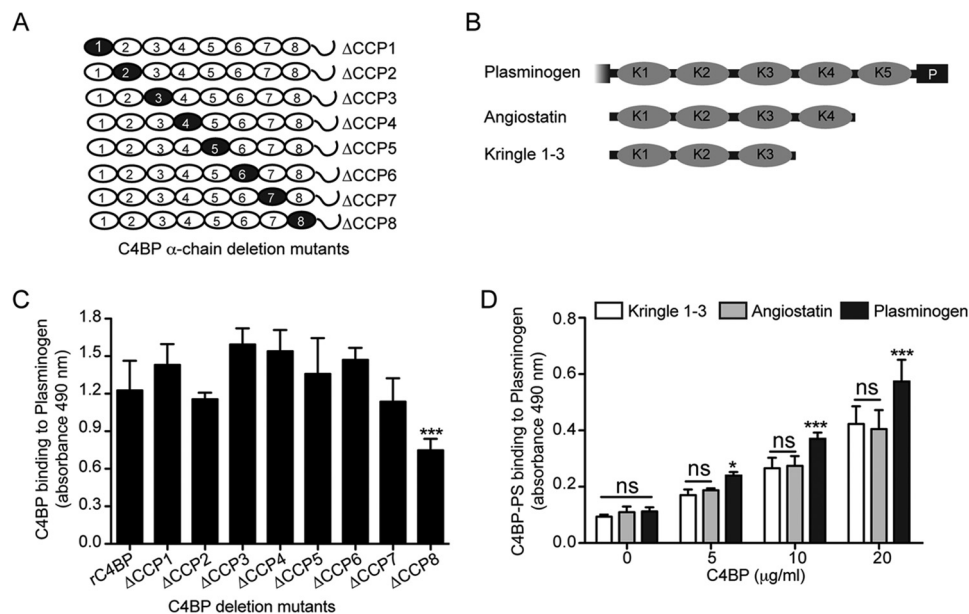 A
1 2 3 4 5 6 7 8 ΔCCP1
1 2 3 4 5 6 7 8 ΔCCP2
1 2 3 4 5 6 7 8 ΔCCP3
1 2 3 4 5 6 7 8 ΔCCP4
1 2 3 4 5 6 7 8 ΔCCP5
1 2 3 4 5 6 7 8 ΔCCP6
1 2 3 4 5 6 7 8 ΔCCP7
1 2 3 4 5 6 7 8 ΔCCP8
C4BP α-chain deletion mutants
B
Plasminogen K1 K2 K3 K4 K5 P
Angiostatin K1 K2 K3 K4
Kringle 1-3 K1 K2 K3
C
C4BP binding to Plasminogen
(absorbance 490 nm)
1.8
1.5
1.2
0.9
0.6
0.3
0.0
***
rC4BP ΔCCP1 ΔCCP2 ΔCCP3 ΔCCP4 ΔCCP5 ΔCCP6 ΔCCP7 ΔCCP8
C4BP deletion mutants
D
Kringle 1-3 Angiostatin Plasminogen
C4BP-PS binding to Plasminogen
(absorbance 490 nm)
0.8
0.6
0.4
0.2
0.0
ns
ns *
ns ***
ns ***
0 5 10 20
C4BP (μg/ml)